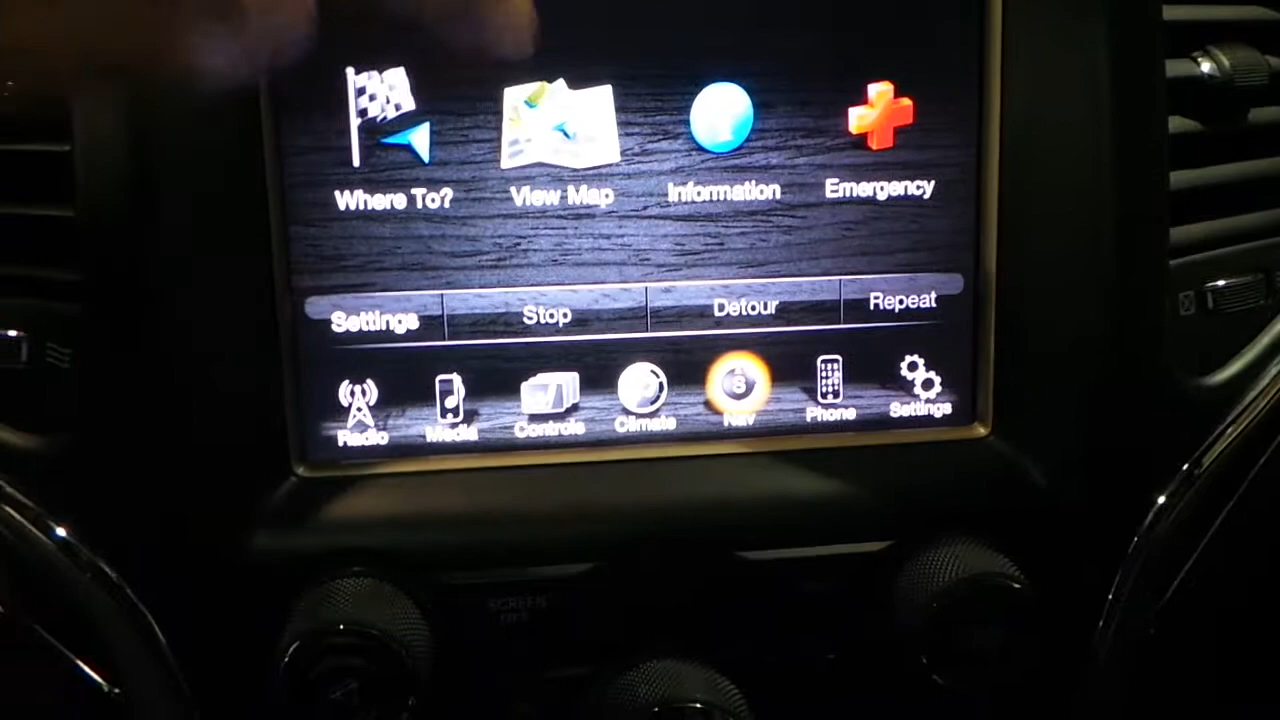 Where To? View Map Information Emergency
Settings Stop Detour Repeat
S
Radio Media Controls Climate Nav Phone Settings
SCREEN
OFF